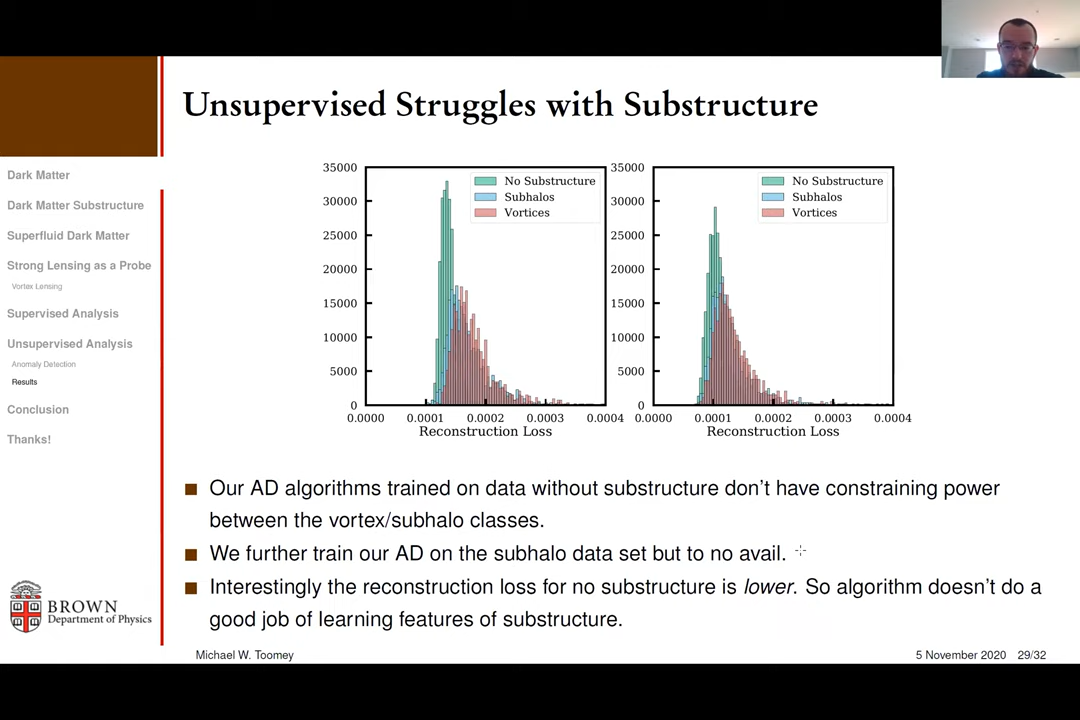 Unsupervised Struggles with Substructure
Dark Matter
Dark Matter Substructure
Superfluid Dark Matter
Strong Lensing as a Probe
Vortex Lensing
Supervised Analysis
Unsupervised Analysis
Anomaly Detection
Results
Conclusion
Thanks!
35000
30000
25000
20000
15000
10000
5000
0
0.0000 0.0001 0.0002 0.0003 0.0004
Reconstruction Loss
No Substructure
Subhalos
Vortices
35000
30000
25000
20000
15000
10000
5000
0
0.0000 0.0001 0.0002 0.0003 0.0004
Reconstruction Loss
No Substructure
Subhalos
Vortices
Our AD algorithms trained on data without substructure don't have constraining power
between the vortex/subhalo classes.
We further train our AD on the subhalo data set but to no avail.
Interestingly the reconstruction loss for no substructure is lower. So algorithm doesn't do a
good job of learning features of substructure.
BROWN
Department of Physics
Michael W. Toomey
5 November 2020 29/32